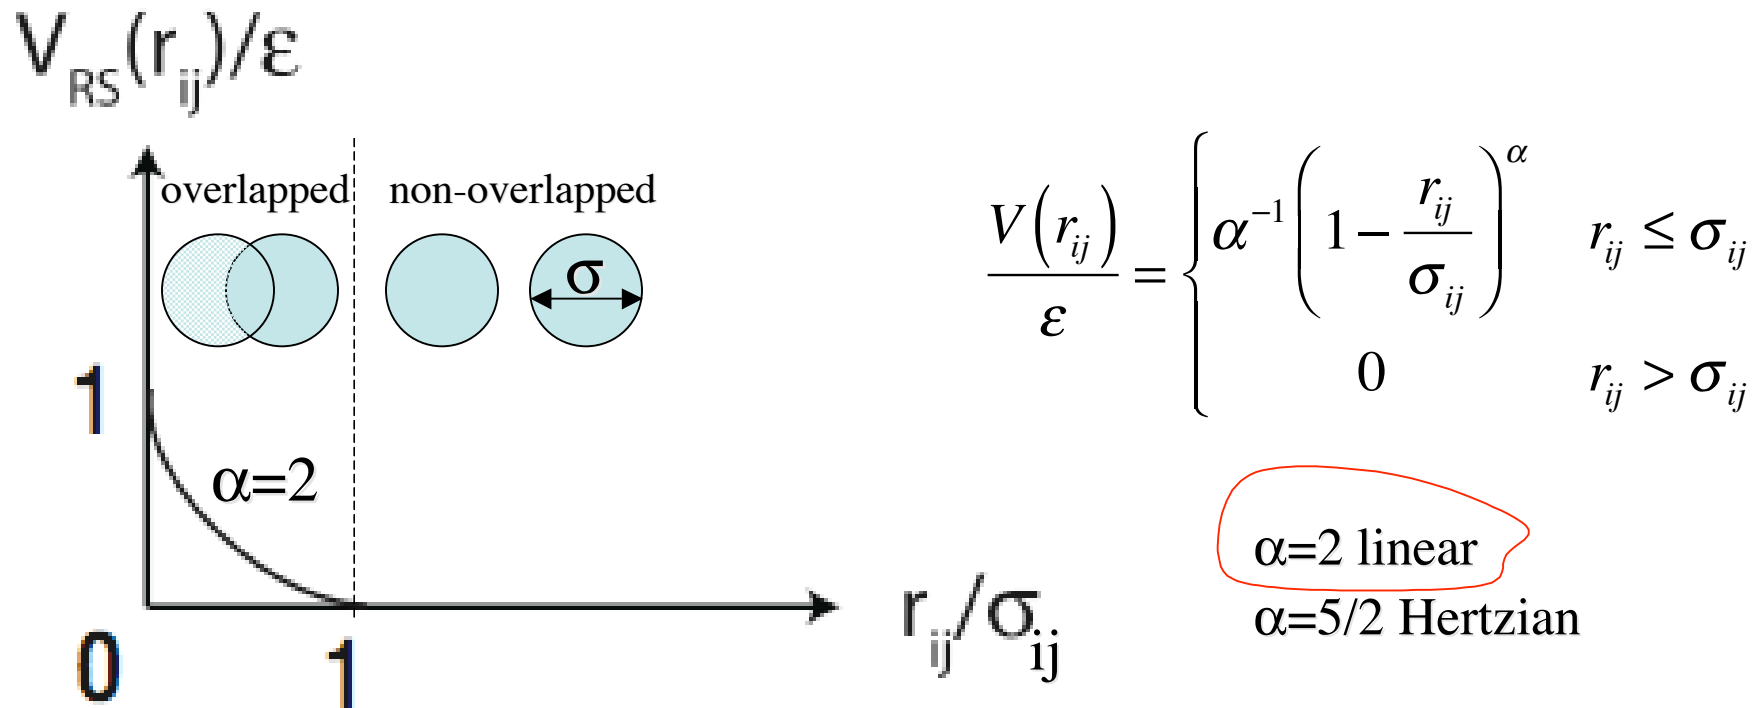 V_RS(r_ij)/ε
overlapped non-overlapped
σ
1
α=2
0 1
r_ij/σ_ij
V(r_ij)/ε = { α⁻¹(1 − r_ij/σ_ij)^α r_ij ≤ σ_ij
0 r_ij > σ_ij
α=2 linear
α=5/2 Hertzian